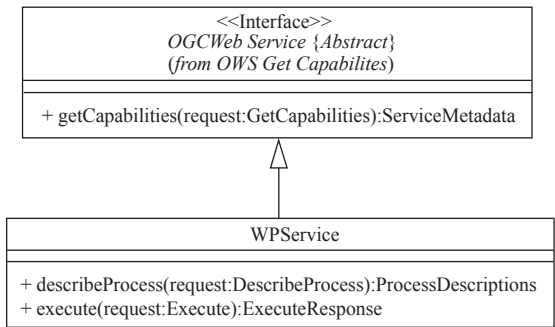 <<Interface>>
OGCWeb Service {Abstract}
(from OWS Get Capabilites)
+ getCapabilities(request:GetCapabilities):ServiceMetadata
WPService
+ describeProcess(request:DescribeProcess):ProcessDescriptions
+ execute(request:Execute):ExecuteResponse